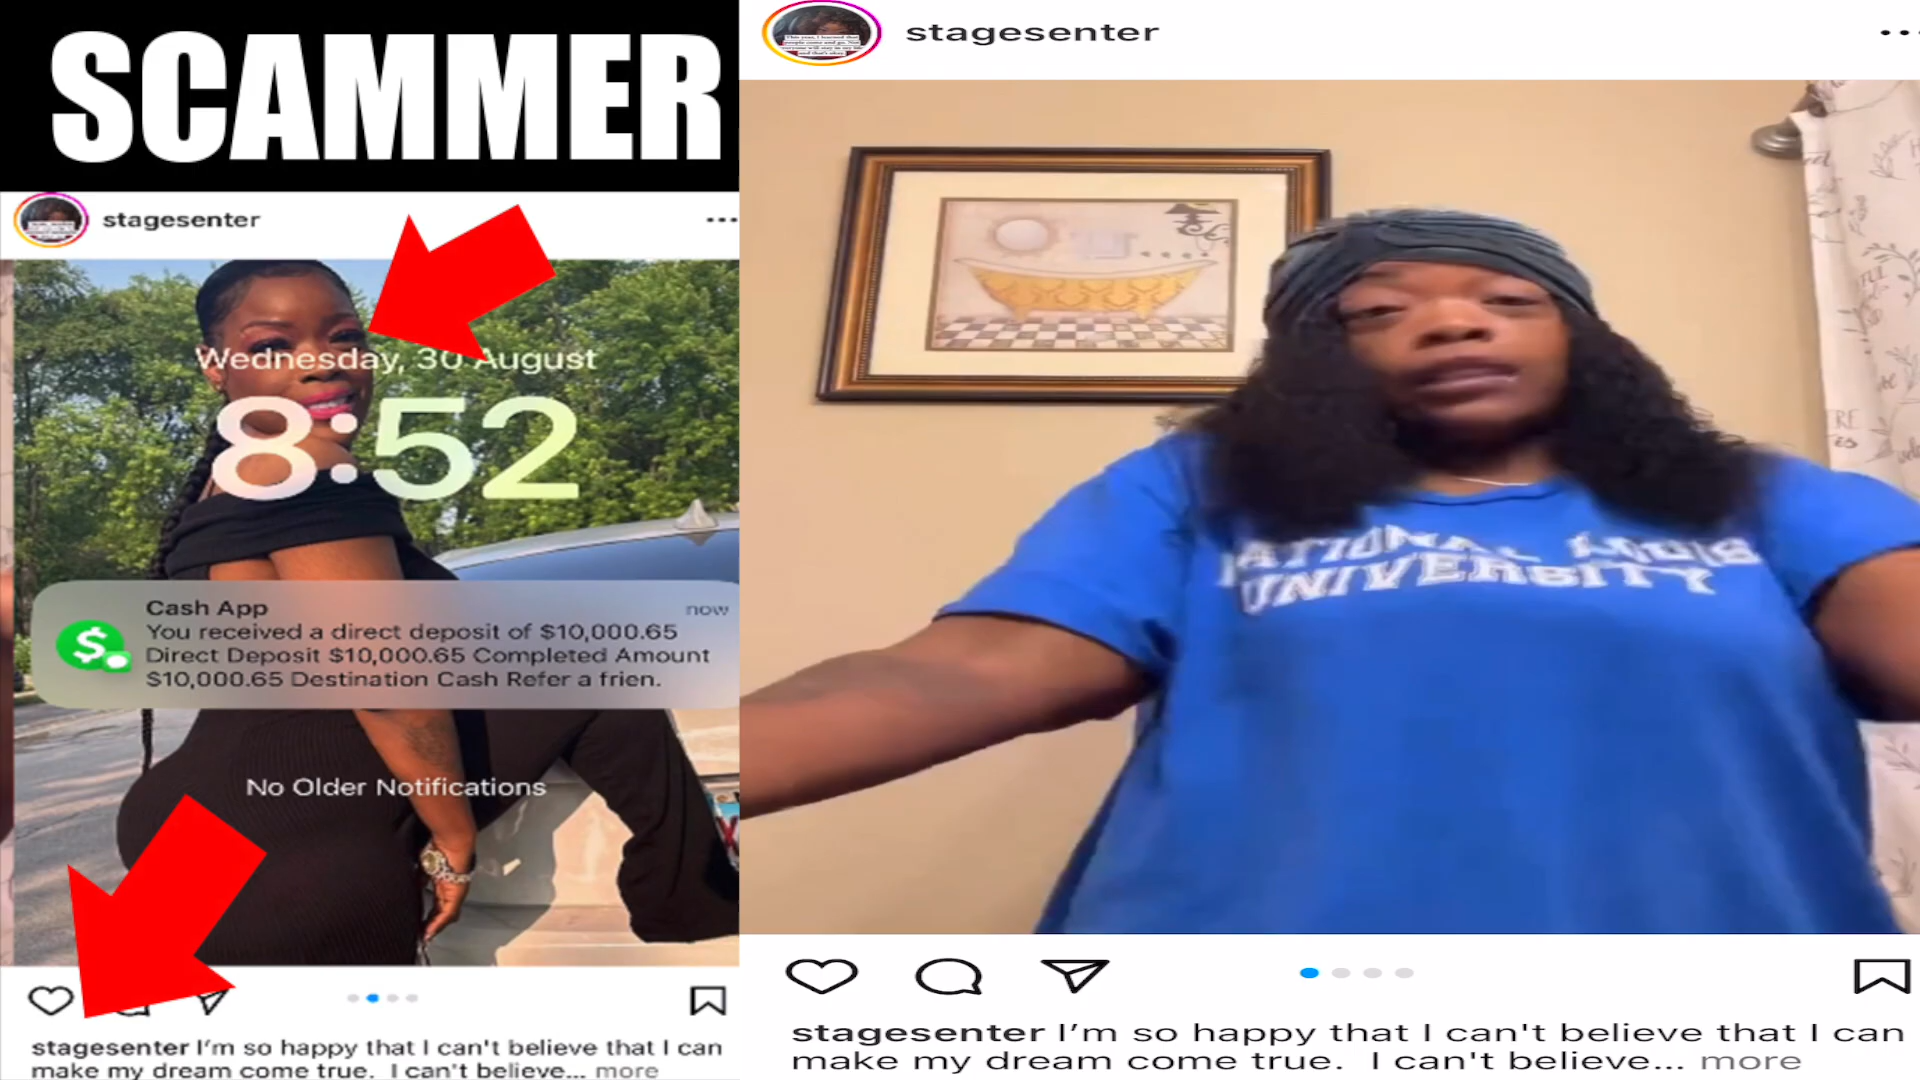 SCAMMER
stagesenter
Wednesday, 30 August
8:52
Cash App
now
You received a direct deposit of $10,000.65
Direct Deposit $10,000.65 Completed Amount
$10,000.65 Destination Cash Refer a frien.
No Older Notifications
stagesenter I'm so happy that I can't believe that I can
make my dream come true. I can't believe... more
stagesenter
NATIONAL LOUIS
UNIVERSITY
stagesenter I'm so happy that I can't believe that I can
make my dream come true. I can't believe... more